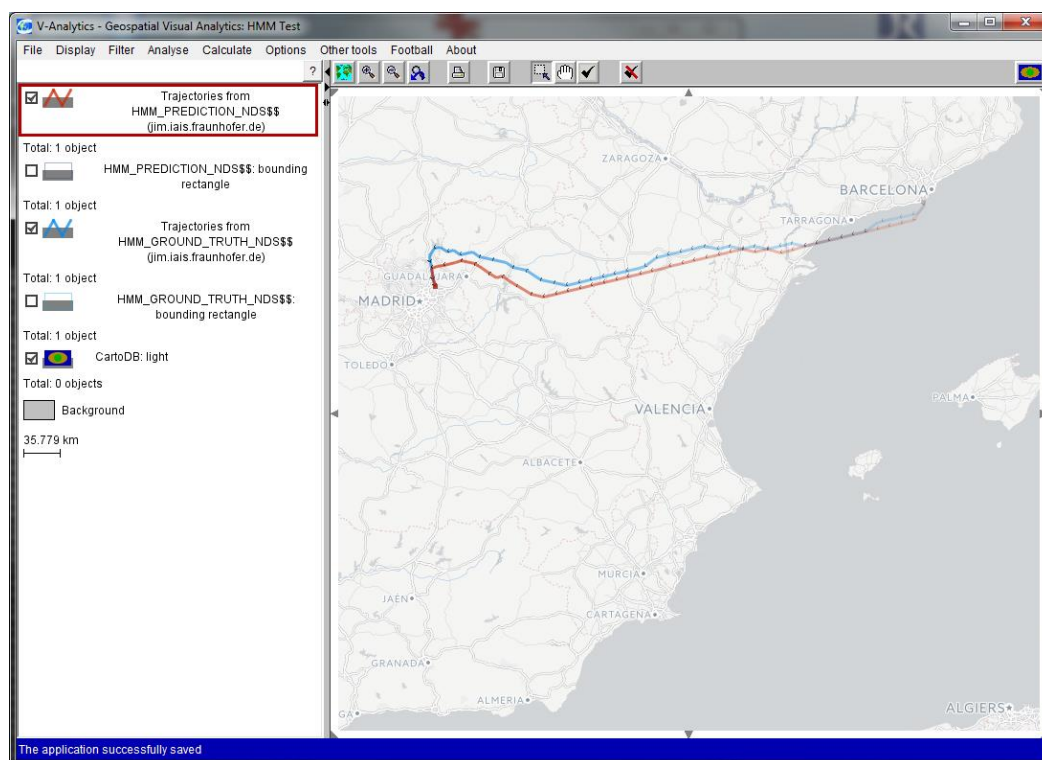 V-Analytics - Geospatial Visual Analytics: HMM Test
File Display Filter Analyse Calculate Options Other tools Football About
?
Trajectories from
HMM_PREDICTION_NDS$$
(jim.iais.fraunhofer.de)
Total: 1 object
HMM_PREDICTION_NDS$$: bounding
rectangle
Total: 1 object
Trajectories from
HMM_GROUND_TRUTH_NDS$$
(jim.iais.fraunhofer.de)
Total: 1 object
HMM_GROUND_TRUTH_NDS$$:
bounding rectangle
Total: 1 object
CartoDB: light
Total: 0 objects
Background
35.779 km
ZARAGOZA
BARCELONA
TARRAGONA
GUADALAJARA
MADRID
TOLEDO
PALMA
VALENCIA
ALBACETE
MURCIA
JAÉN
CARTAGENA
GRANADA
ALMERIA
ALGIERS
GA
The application successfully saved